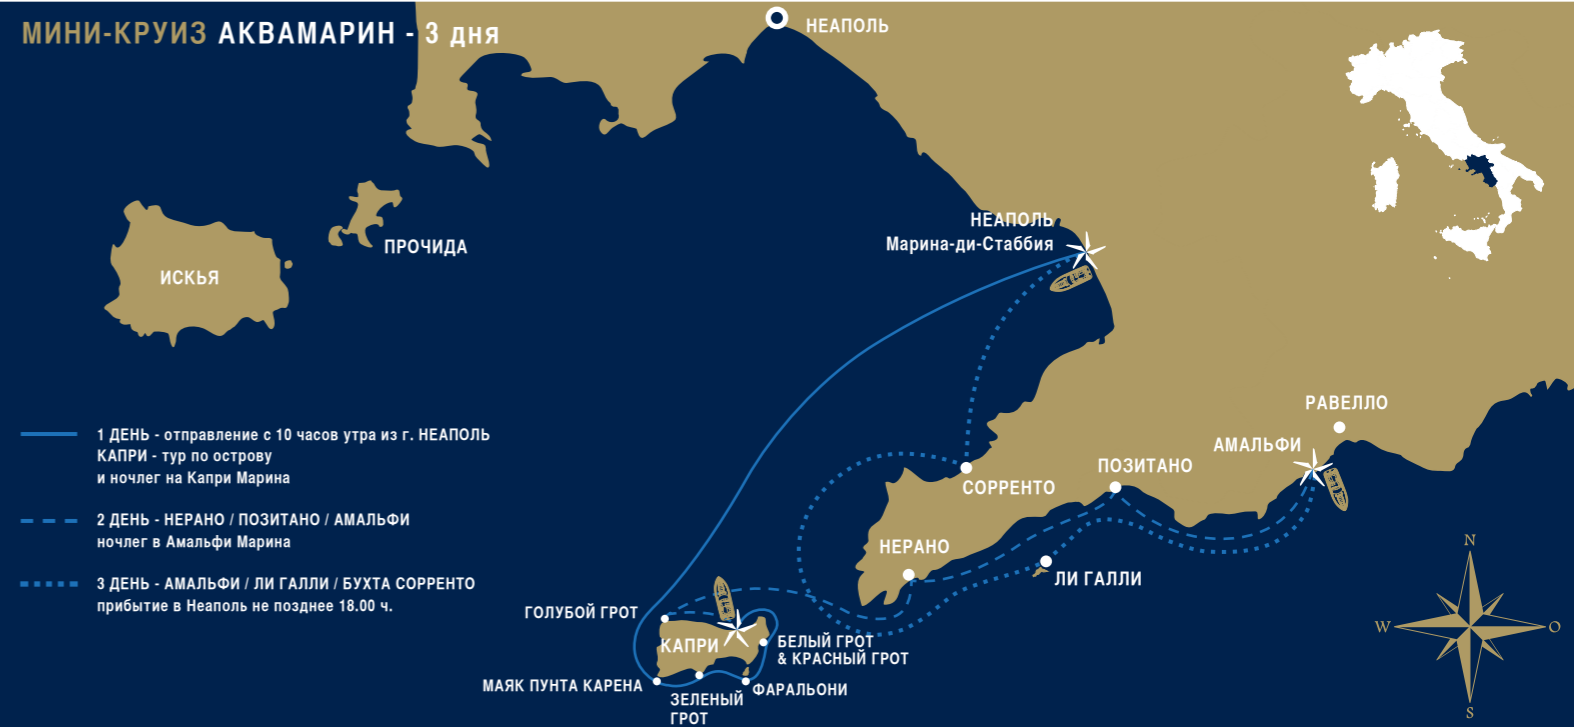 МИНИ-КРУИЗ АКВАМАРИН - 3 дня
НЕАПОЛЬ
НЕАПОЛЬ
Марина-ди-Стаббия
ПРОЧИДА
ИСКЬЯ
РАВЕЛЛО
АМАЛЬФИ
ПОЗИТАНО
СОРРЕНТО
НЕРАНО
ЛИ ГАЛЛИ
1 ДЕНЬ - отправление с 10 часов утра из г. НЕАПОЛЬ
КАПРИ - тур по острову
и ночлег на Капри Марина
2 ДЕНЬ - НЕРАНО / ПОЗИТАНО / АМАЛЬФИ
ночлег в Амальфи Марина
3 ДЕНЬ - АМАЛЬФИ / ЛИ ГАЛЛИ / БУХТА СОРРЕНТО
прибытие в Неаполь не позднее 18.00 ч.
ГОЛУБОЙ ГРОТ
КАПРИ
БЕЛЫЙ ГРОТ
& КРАСНЫЙ ГРОТ
МАЯК ПУНТА КАРЕНА
ЗЕЛЕНЫЙ
ГРОТ
ФАРАЛЬОНИ
N
W
O
S